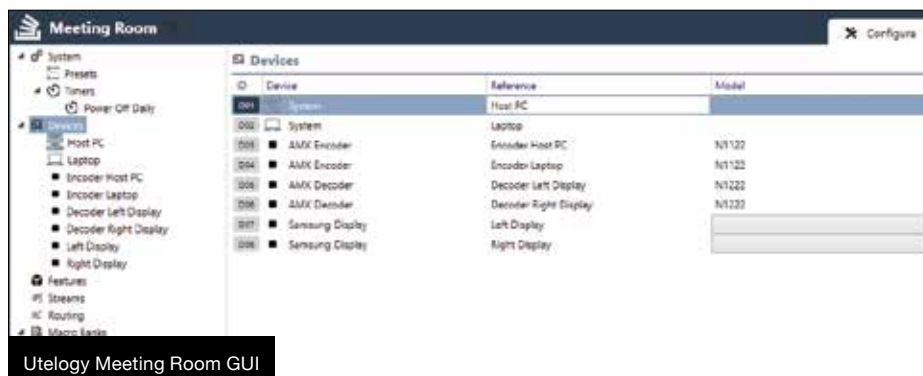 Meeting Room
Configure
System
Presets
Timers
Power Off Daily
Devices
Host PC
Laptop
Encoder Host PC
Encoder Laptop
Decoder Left Display
Decoder Right Display
Left Display
Right Display
Features
Streams
Routing
Macro Banks
Devices
ID Device Reference Model
D01 System Host PC
D02 System Laptop
D03 AMX Encoder Encoder Host PC N1122
D04 AMX Encoder Encoder Laptop N1122
D05 AMX Decoder Decoder Left Display N1222
D06 AMX Decoder Decoder Right Display N1222
D07 Samsung Display Left Display
D08 Samsung Display Right Display
Utelogy Meeting Room GUI